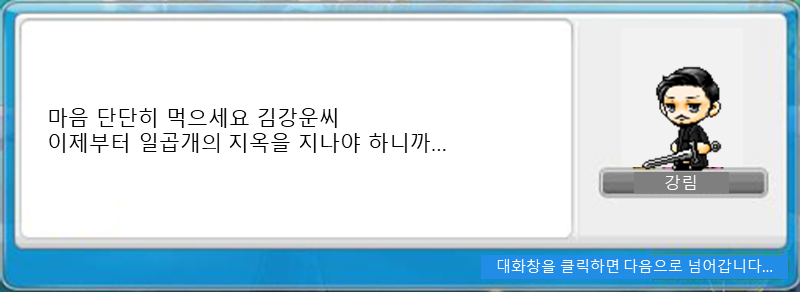 마음 단단히 먹으세요 김강운씨
이제부터 일곱개의 지옥을 지나야 하니까...
강림
대화창을 클릭하면 다음으로 넘어갑니다...